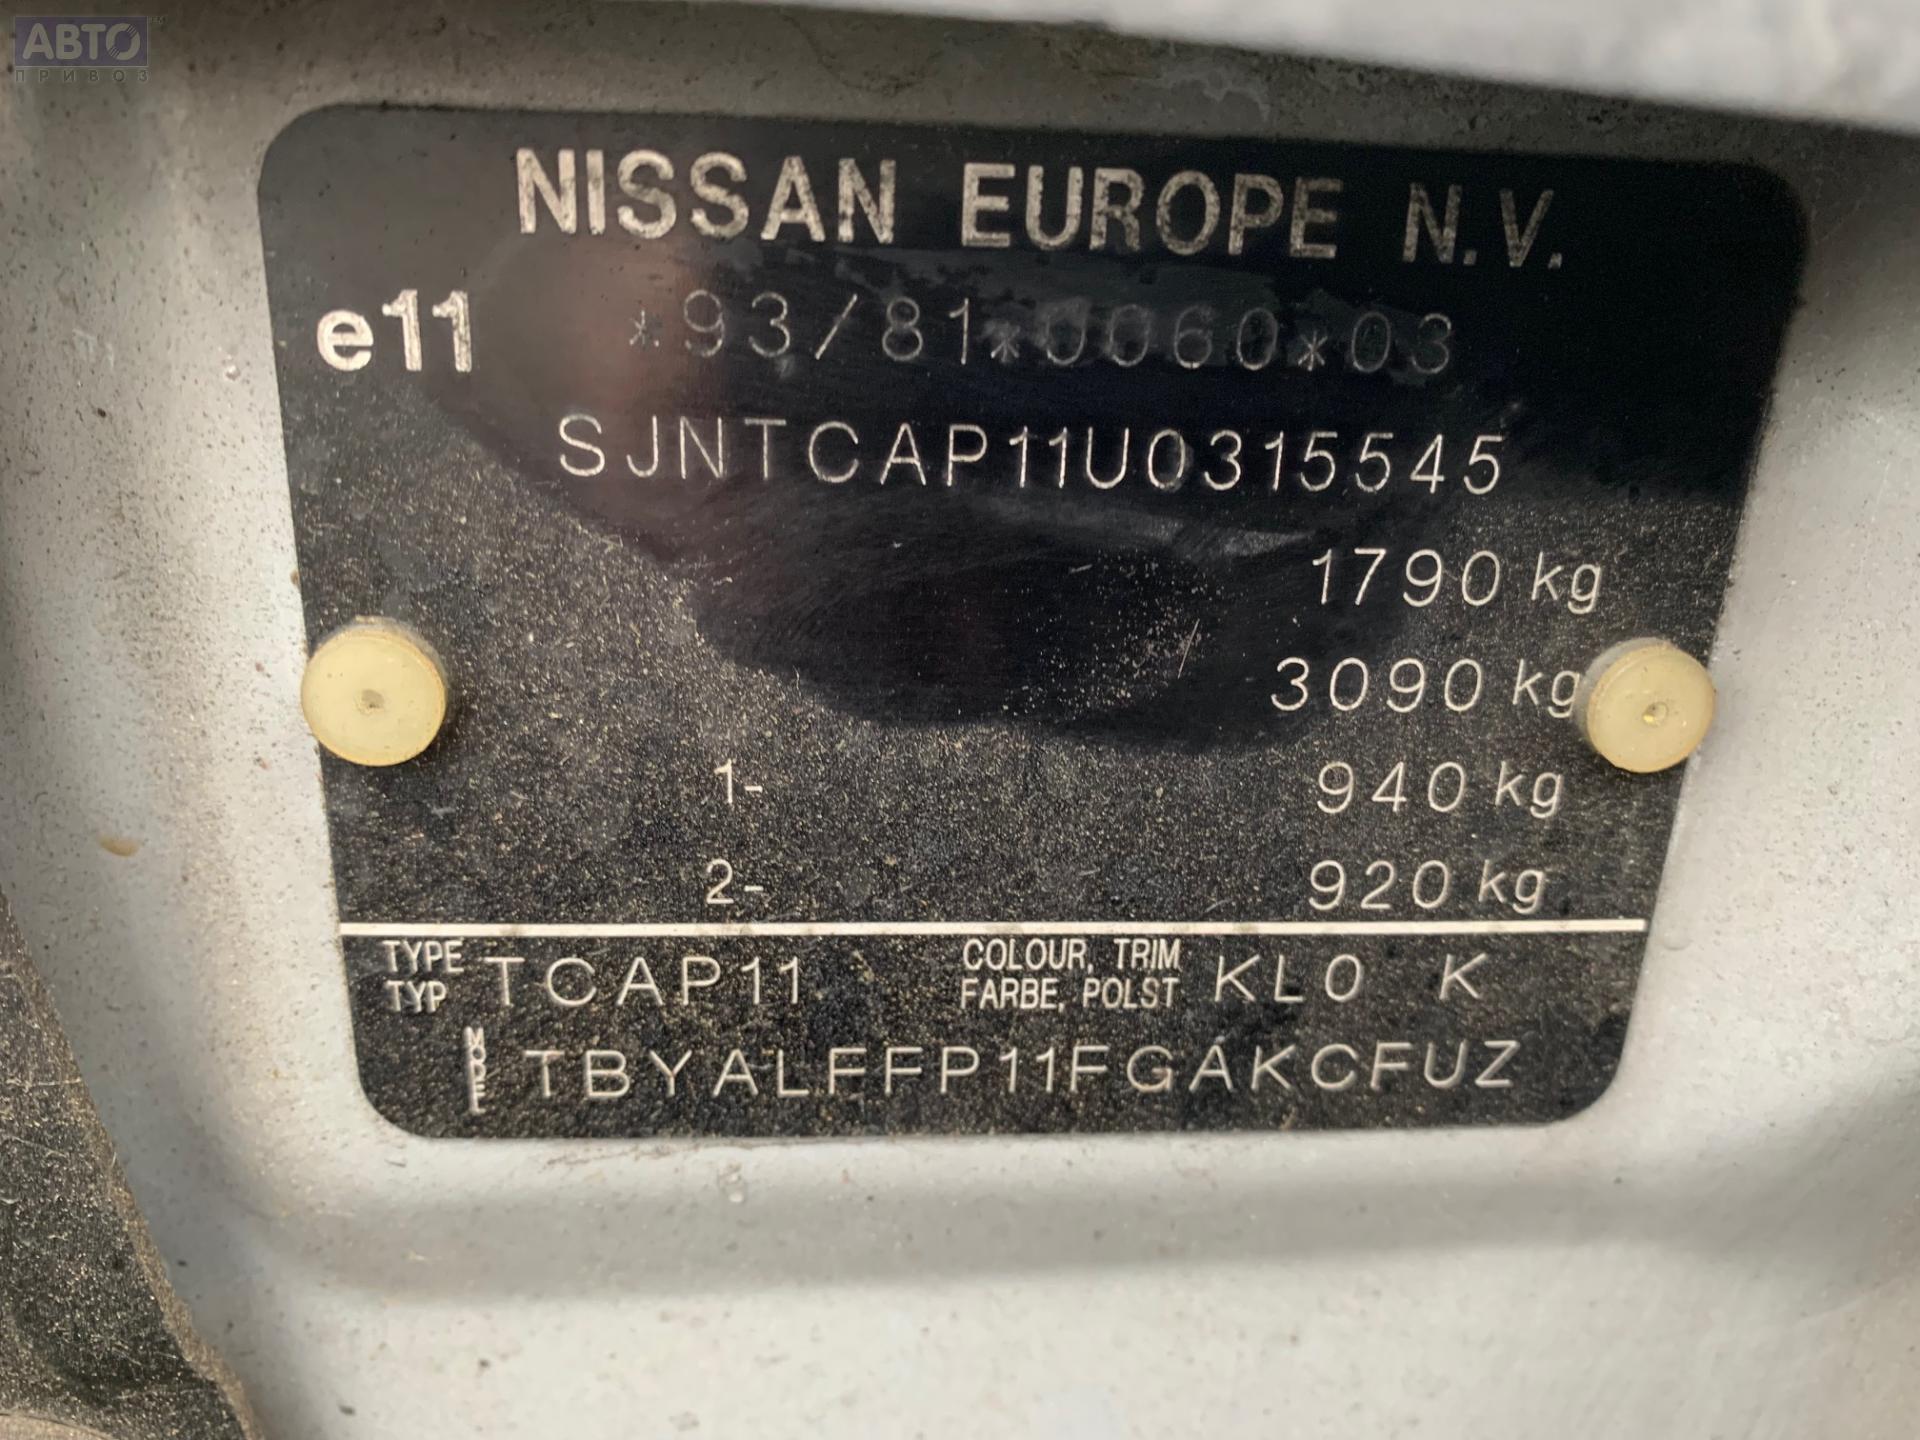 АВТО™
ПРИВОЗ
NISSAN EUROPE N.V.
e11 *93/81*0060*03
SJNTCAP11U0315545
1790 kg
3090 kg
1- 940 kg
2- 920 kg
TYPE TYP TCAP11 COLOUR, TRIM FARBE, POLST KL0 K
MODEL TBYALFFP11FGAKCFUZ